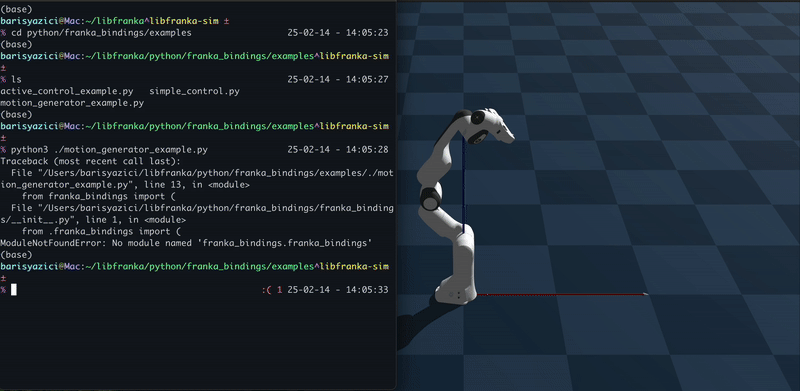 (base)
barisyazici@Mac:~/libfranka^libfranka-sim ±
% cd python/franka_bindings/examples 25-02-14 - 14:05:23
(base)
barisyazici@Mac:~/libfranka/python/franka_bindings/examples^libfranka-sim
±
% ls 25-02-14 - 14:05:27
active_control_example.py simple_control.py
motion_generator_example.py
(base)
barisyazici@Mac:~/libfranka/python/franka_bindings/examples^libfranka-sim
±
% python3 ./motion_generator_example.py 25-02-14 - 14:05:28
Traceback (most recent call last):
File "/Users/barisyazici/libfranka/python/franka_bindings/examples/./mot
ion_generator_example.py", line 13, in <module>
from franka_bindings import (
File "/Users/barisyazici/libfranka/python/franka_bindings/franka_binding
s/__init__.py", line 1, in <module>
from .franka_bindings import (
ModuleNotFoundError: No module named 'franka_bindings.franka_bindings'
(base)
barisyazici@Mac:~/libfranka/python/franka_bindings/examples^libfranka-sim
±
% :( 1 25-02-14 - 14:05:33